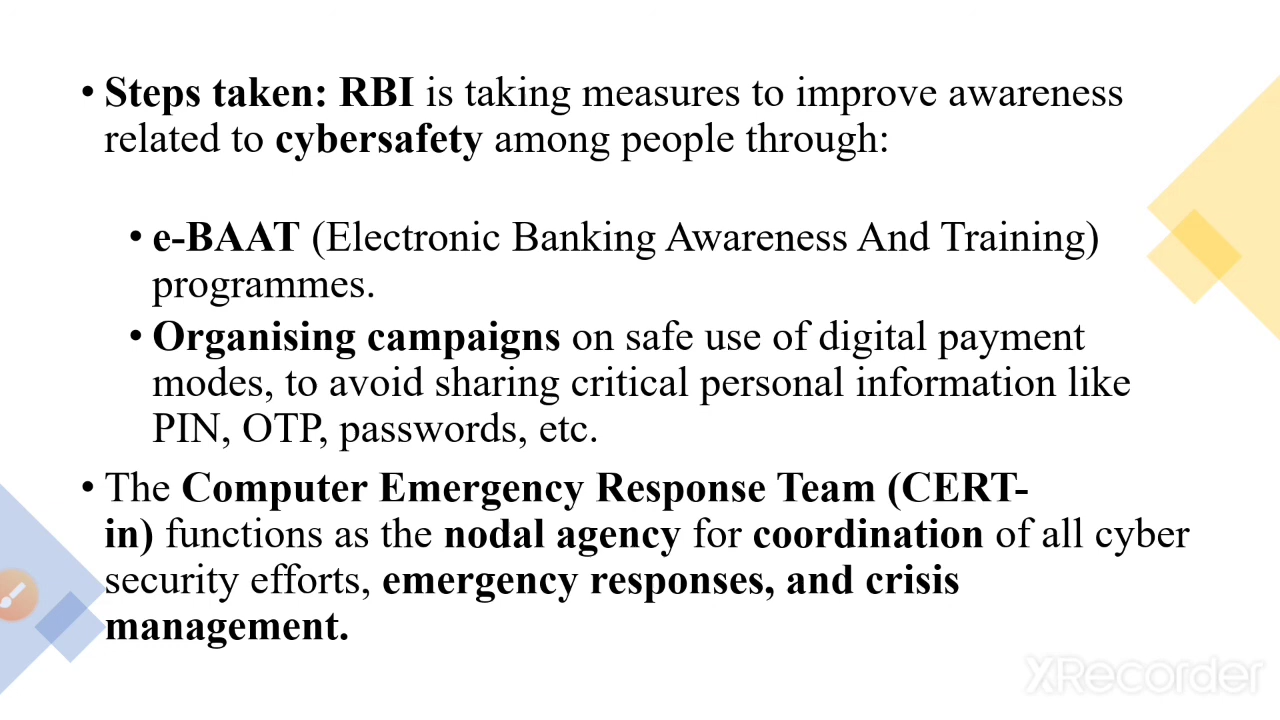 • Steps taken: RBI is taking measures to improve awareness
related to cybersafety among people through:
• e-BAAT (Electronic Banking Awareness And Training)
programmes.
• Organising campaigns on safe use of digital payment
modes, to avoid sharing critical personal information like
PIN, OTP, passwords, etc.
• The Computer Emergency Response Team (CERT-
in) functions as the nodal agency for coordination of all cyber
security efforts, emergency responses, and crisis
management.
XRecorder